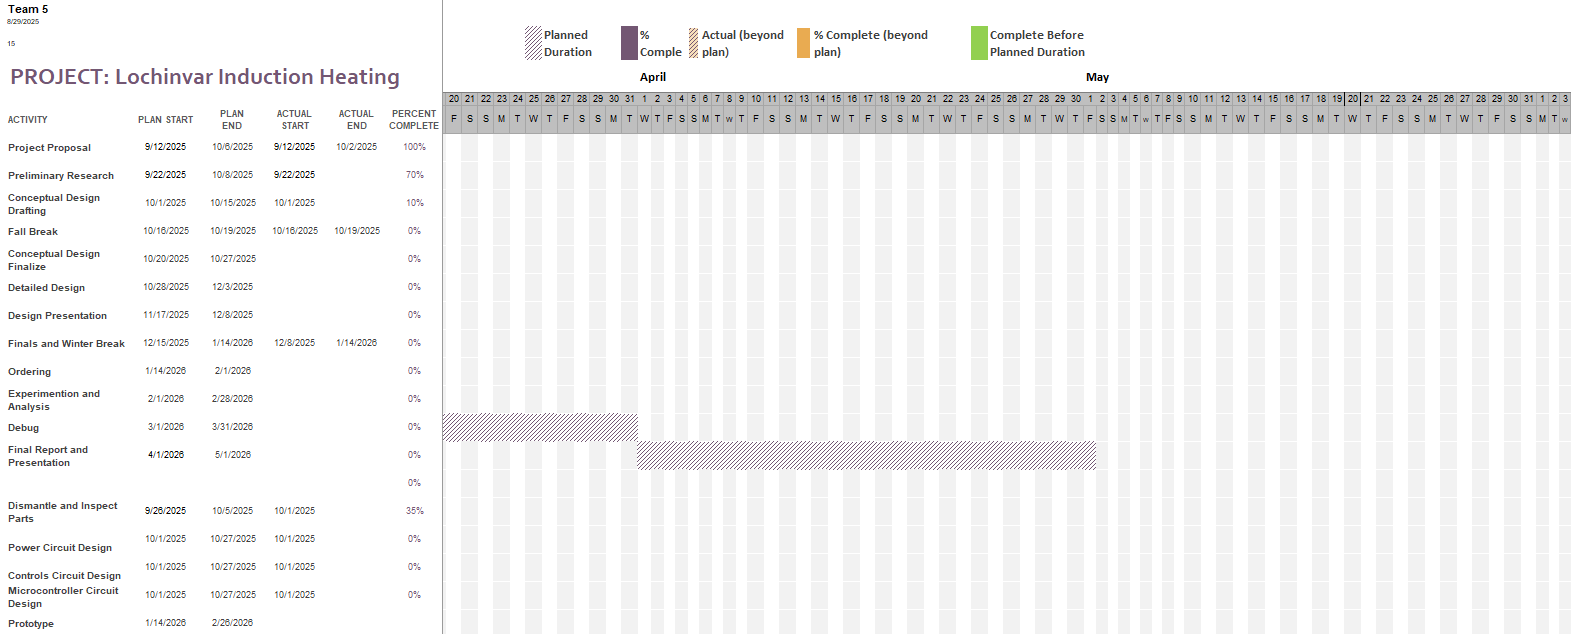 Team 5
8/29/2025
15
Planned Duration
% Comple
Actual (beyond plan)
% Complete (beyond plan)
Complete Before Planned Duration
PROJECT: Lochinvar Induction Heating
April May
ACTIVITY PLAN START PLAN END ACTUAL START ACTUAL END PERCENT COMPLETE
20 21 22 23 24 25 26 27 28 29 30 31 1 2 3 4 5 6 7 8 9 10 11 12 13 14 15 16 17 18 19 20 21 22 23 24 25 26 27 28 29 30 1 2 3 4 5 6 7 8 9 10 11 12 13 14 15 16 17 18 19 20 21 22 23 24 25 26 27 28 29 30 31 1 2 3
F S S M T W T F S S M T W T F S S M T W T F S S M T W T F S S M T W T F S S M T W T F S S M T W T F S S M T W T F S S M T W T F S S M T W T F S S M T W
Project Proposal 9/12/2025 10/6/2025 9/12/2025 10/2/2025 100%
Preliminary Research 9/22/2025 10/8/2025 9/22/2025 70%
Conceptual Design Drafting 10/1/2025 10/15/2025 10/1/2025 10%
Fall Break 10/16/2025 10/19/2025 10/16/2025 10/19/2025 0%
Conceptual Design Finalize 10/20/2025 10/27/2025 0%
Detailed Design 10/28/2025 12/3/2025 0%
Design Presentation 11/17/2025 12/8/2025 0%
Finals and Winter Break 12/15/2025 1/14/2026 12/8/2025 1/14/2026 0%
Ordering 1/14/2026 2/1/2026 0%
Experimention and Analysis 2/1/2026 2/28/2026 0%
Debug 3/1/2026 3/31/2026 0%
Final Report and Presentation 4/1/2026 5/1/2026 0%
0%
Dismantle and Inspect Parts 9/26/2025 10/5/2025 10/1/2025 35%
Power Circuit Design 10/1/2025 10/27/2025 10/1/2025 0%
Controls Circuit Design 10/1/2025 10/27/2025 10/1/2025 0%
Microcontroller Circuit Design 10/1/2025 10/27/2025 10/1/2025 0%
Prototype 1/14/2026 2/26/2026